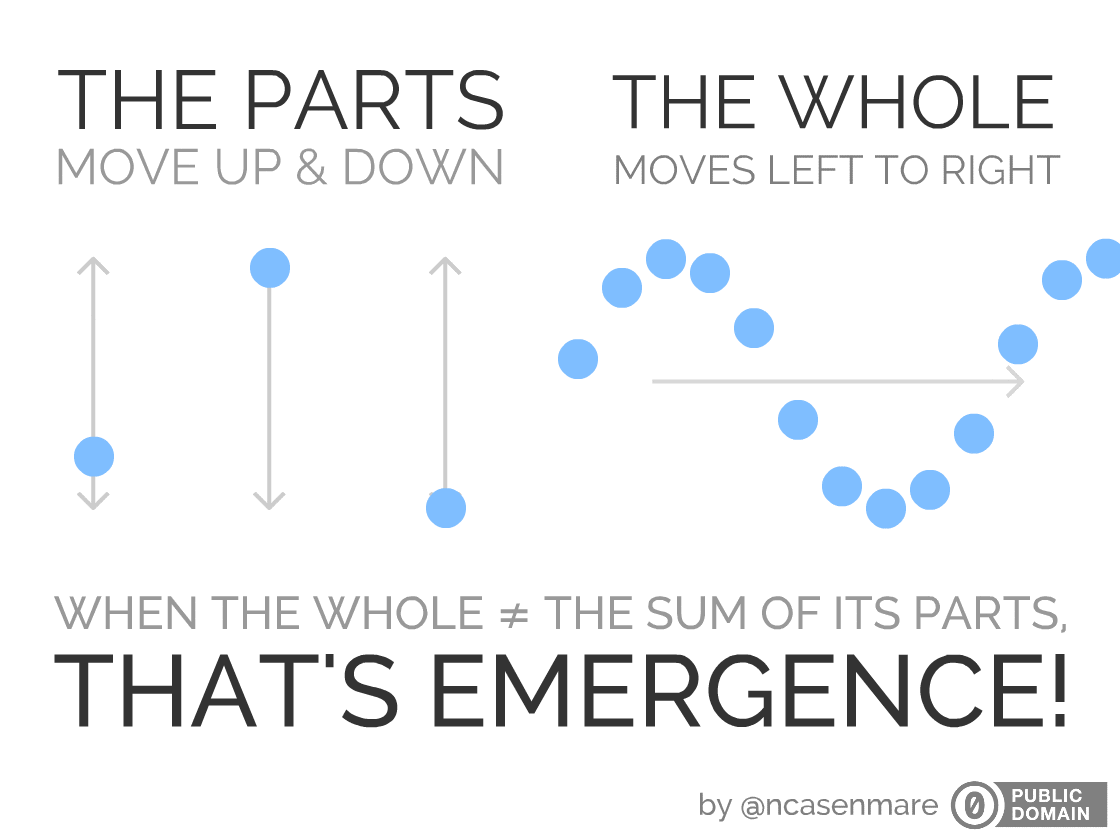 THE PARTS
MOVE UP & DOWN
THE WHOLE
MOVES LEFT TO RIGHT
WHEN THE WHOLE ≠ THE SUM OF ITS PARTS,
THAT'S EMERGENCE!
by @ncasenmare
0
PUBLIC
DOMAIN